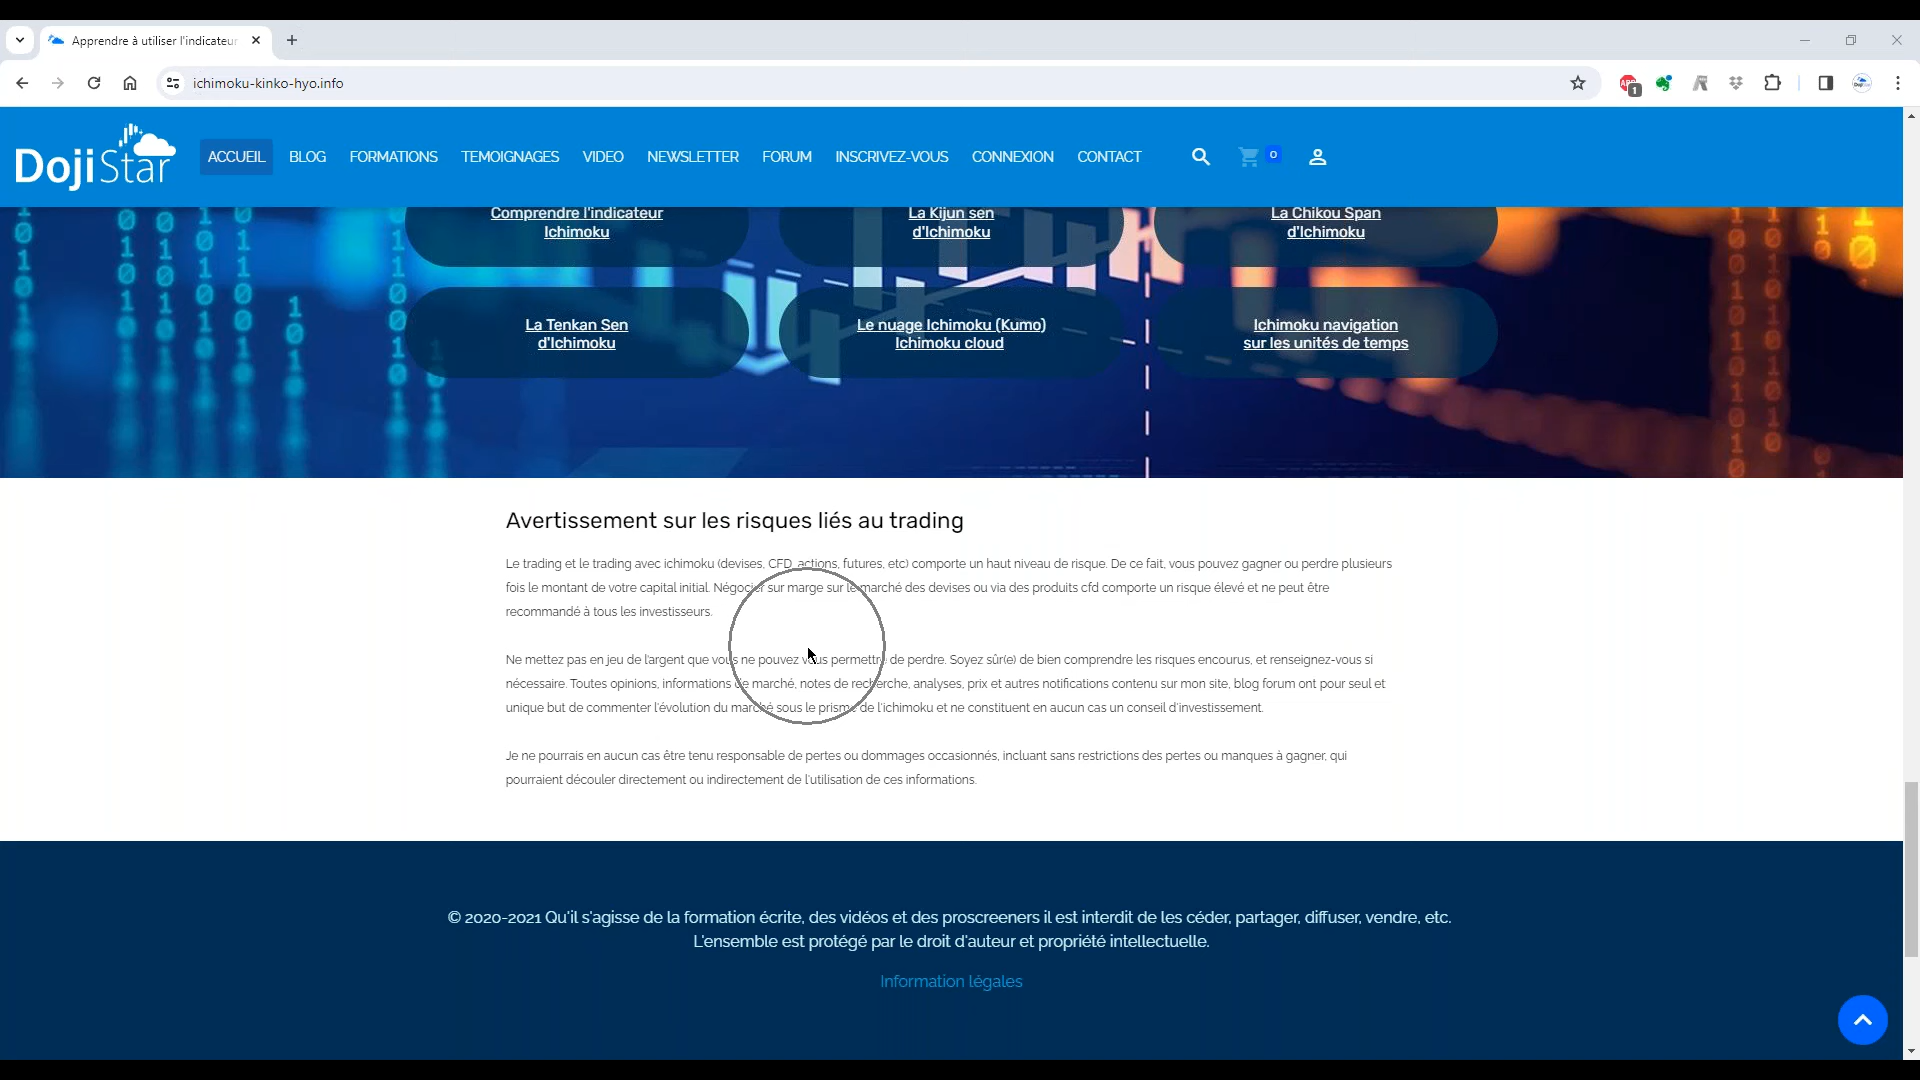 Apprendre à utiliser l'indicateur
ichimoku-kinko-hyo.info
1
DojiStar
ACCUEIL BLOG FORMATIONS TEMOIGNAGES VIDEO NEWSLETTER FORUM INSCRIVEZ-VOUS CONNEXION CONTACT 0
Comprendre l'indicateur
Ichimoku
La Kijun sen
d'Ichimoku
La Chikou Span
d'Ichimoku
La Tenkan Sen
d'Ichimoku
Le nuage Ichimoku (Kumo)
Ichimoku cloud
Ichimoku navigation
sur les unités de temps
Avertissement sur les risques liés au trading
Le trading et le trading avec ichimoku (devises, CFD, actions, futures, etc) comporte un haut niveau de risque. De ce fait, vous pouvez gagner ou perdre plusieurs
fois le montant de votre capital initial. Négocier sur marge sur le marché des devises ou via des produits cfd comporte un risque élevé et ne peut être
recommandé à tous les investisseurs.
Ne mettez pas en jeu de l'argent que vous ne pouvez vous permettre de perdre. Soyez sûr(e) de bien comprendre les risques encourus, et renseignez-vous si
nécessaire. Toutes opinions, informations de marché, notes de recherche, analyses, prix et autres notifications contenu sur mon site, blog forum ont pour seul et
unique but de commenter l'évolution du marché sous le prisme de l'ichimoku et ne constituent en aucun cas un conseil d'investissement.
Je ne pourrais en aucun cas être tenu responsable de pertes ou dommages occasionnés, incluant sans restrictions des pertes ou manques à gagner, qui
pourraient découler directement ou indirectement de l'utilisation de ces informations.
© 2020-2021 Qu'il s'agisse de la formation écrite, des vidéos et des proscreeners il est interdit de les céder, partager, diffuser, vendre, etc.
L'ensemble est protégé par le droit d'auteur et propriété intellectuelle.
Information légales